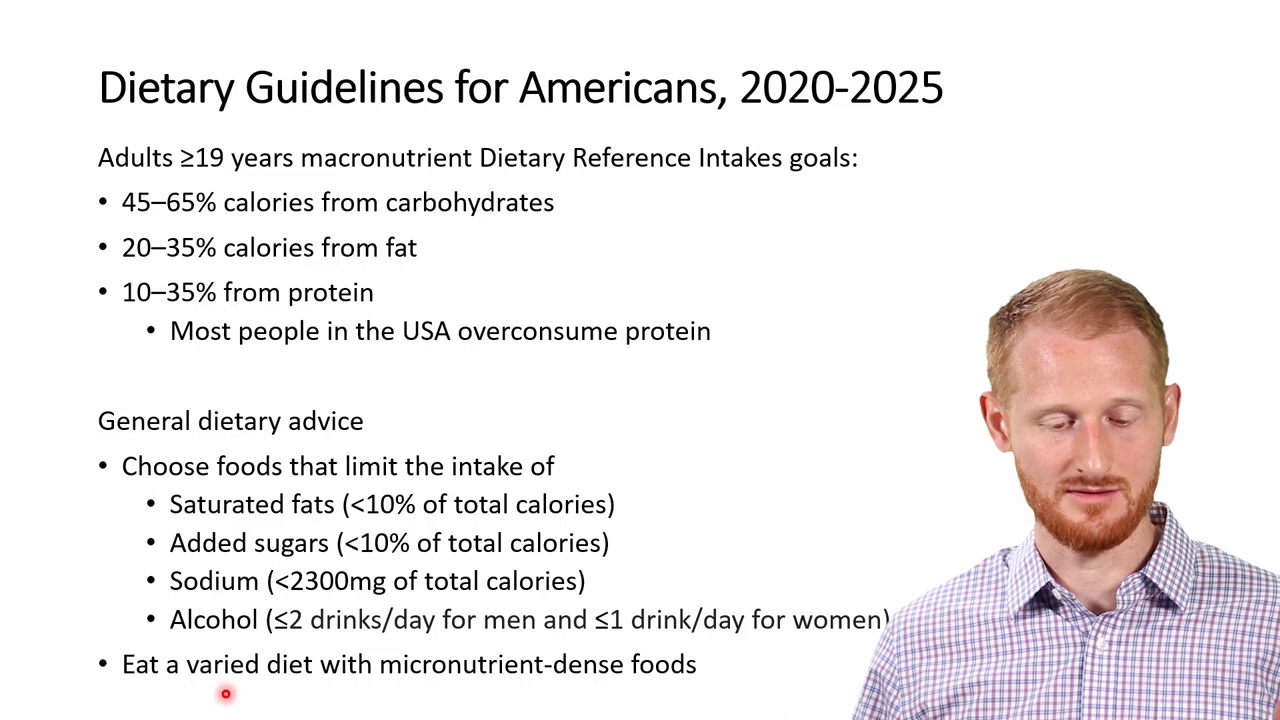 Dietary Guidelines for Americans, 2020-2025
Adults ≥19 years macronutrient Dietary Reference Intakes goals:
• 45–65% calories from carbohydrates
• 20–35% calories from fat
• 10–35% from protein
• Most people in the USA overconsume protein
General dietary advice
• Choose foods that limit the intake of
• Saturated fats (<10% of total calories)
• Added sugars (<10% of total calories)
• Sodium (<2300mg of total calories)
• Alcohol (≤2 drinks/day for men and ≤1 drink/day for women)
• Eat a varied diet with micronutrient-dense foods